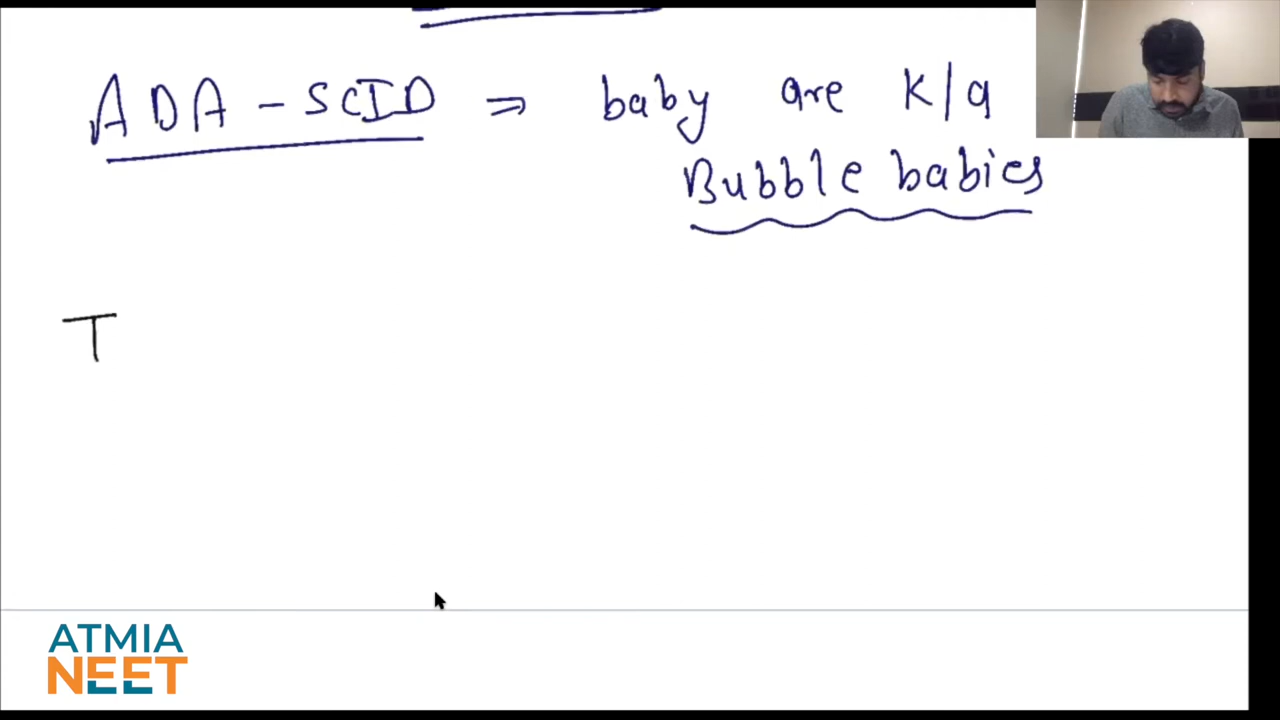 ADA - SCID ⇒ baby are k/a
Bubble babies
T
ATMIA
NEET